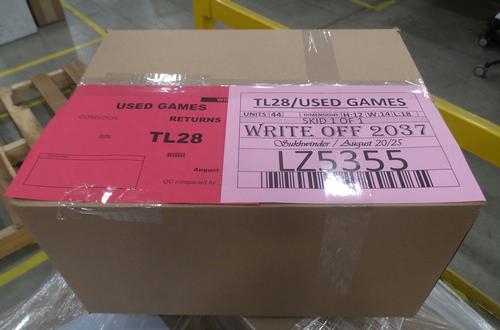 USED GAMES
CONDITION:
RETURNS
BIN:
TL28
August
QC completed by:
TL28/USED GAMES
UNITS 44 DIMENSIONS H:12 W:14 L:18
SKID 1 OF 1
WRITE OFF 2037
Sukhwinder / August 20/25
LZ5355